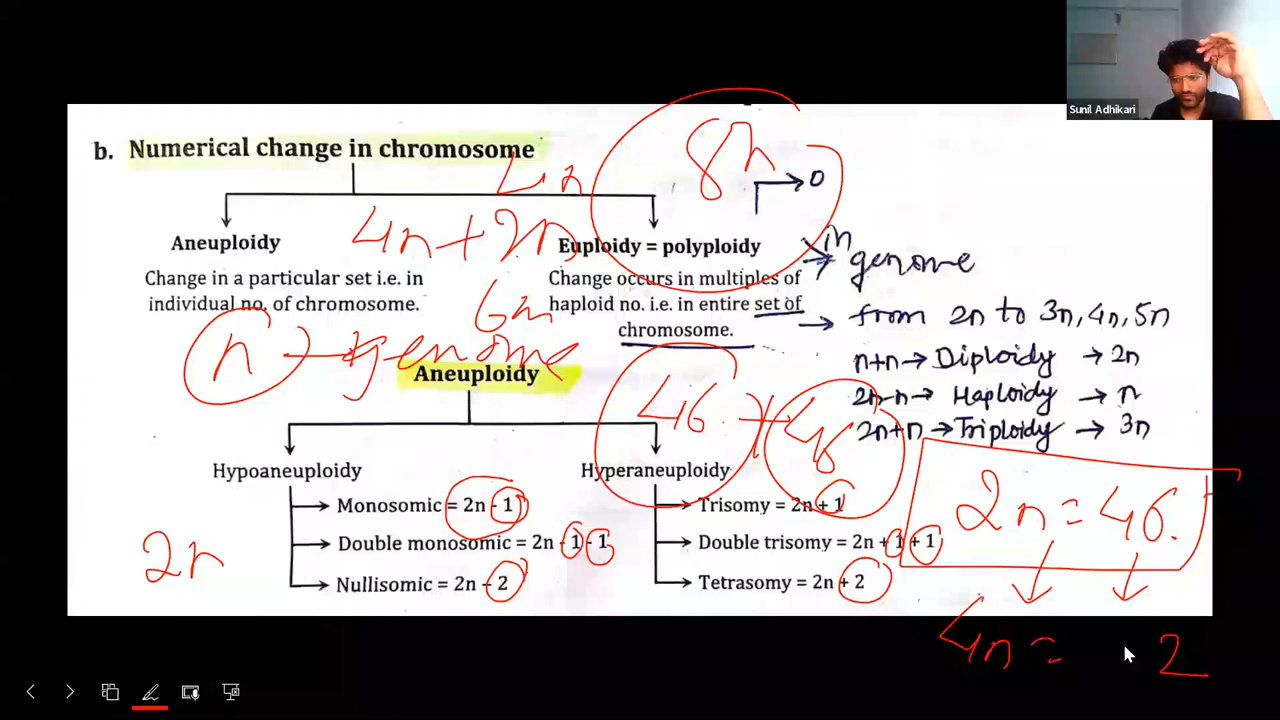 Sunil Adhikari
b. Numerical change in chromosome
4n
8n
4n + 2n
6n
Aneuploidy
Change in a particular set i.e. in
individual no. of chromosome.
Euploidy = polyploidy
Change occurs in multiples of
haploid no. i.e. in entire set of
chromosome.
in
genome
from 2n to 3n, 4n, 5n
n+n → Diploidy → 2n
2n-n → Haploidy → n
2n+n → Triploidy → 3n
n → genome
46 + 46
2n = 46
4n = 2
Aneuploidy
Hypoaneuploidy
Monosomic = 2n - 1
Double monosomic = 2n - 1 - 1
Nullisomic = 2n - 2
2n
Hyperaneuploidy
Trisomy = 2n + 1
Double trisomy = 2n + 1 + 1
Tetrasomy = 2n + 2